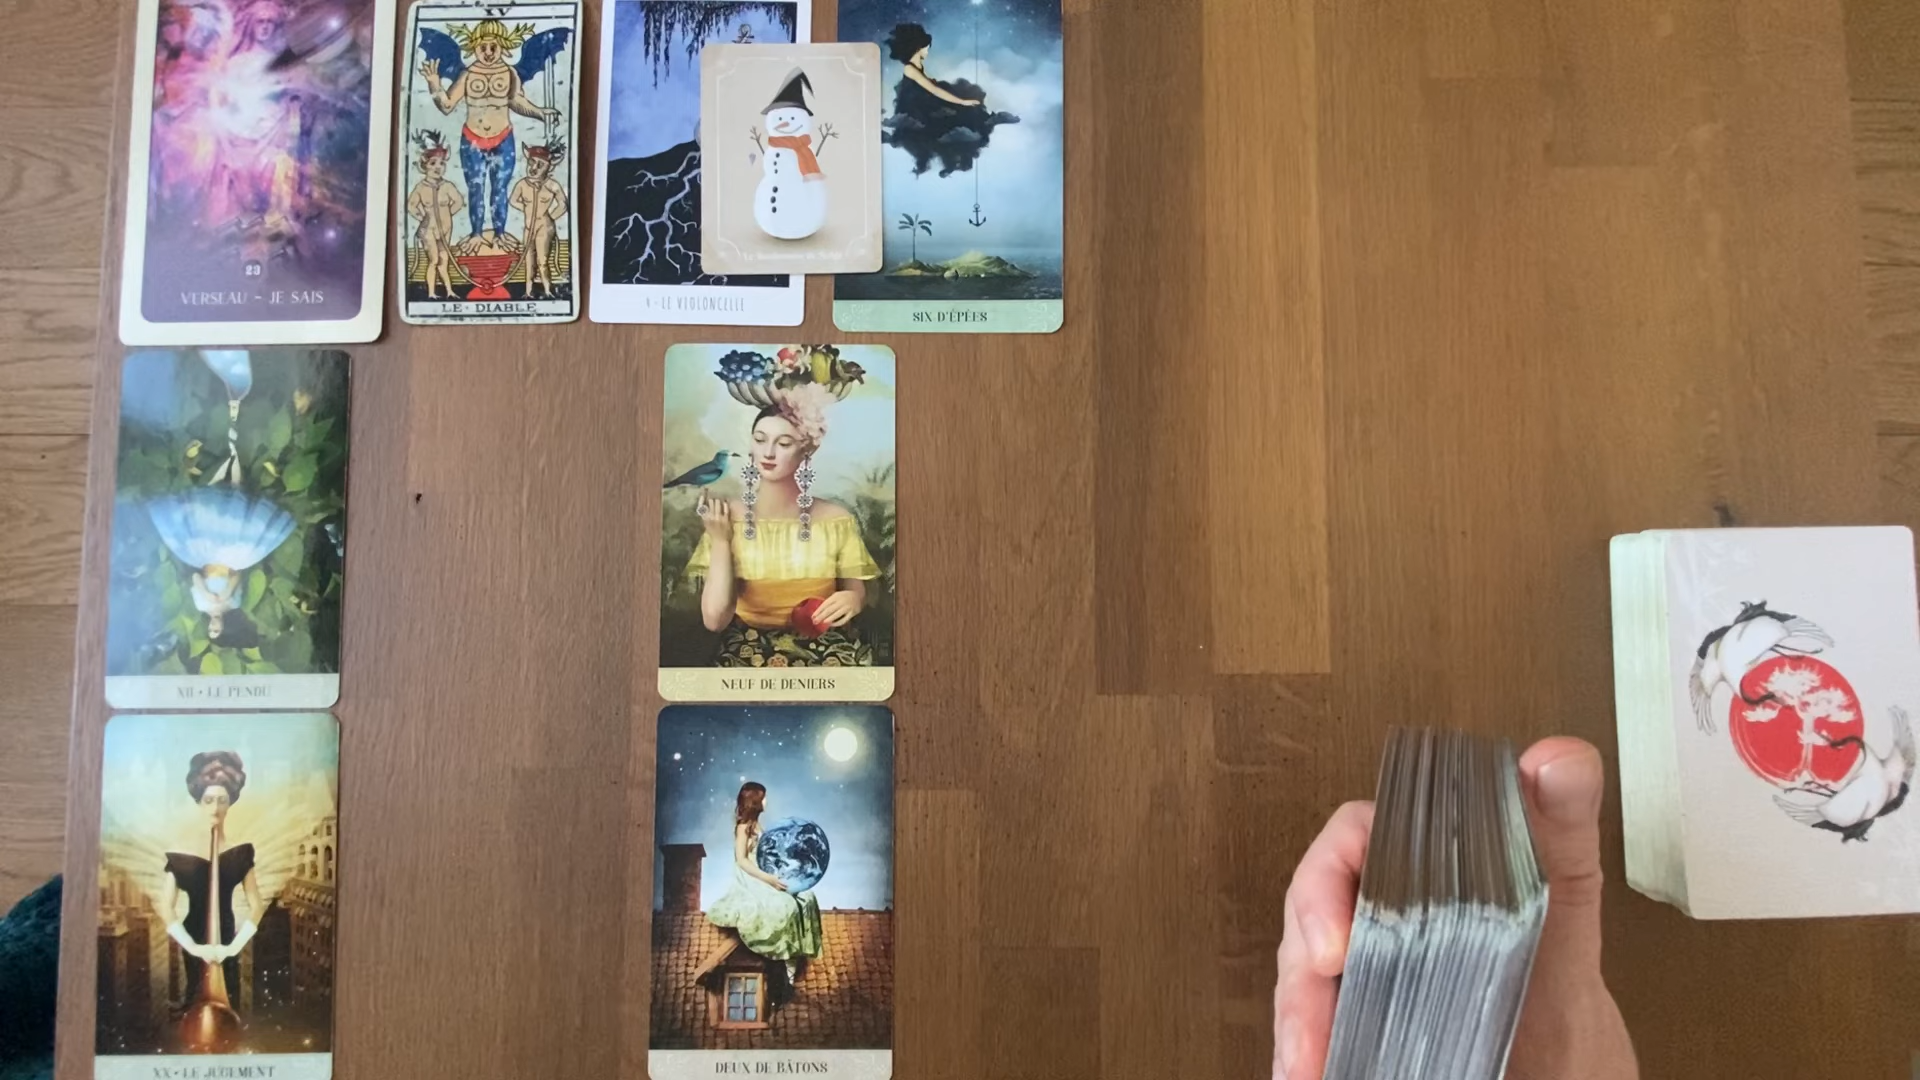 23
VERSEAU - JE SAIS
XV
LE·DIABLE
V - LE VIOLONCELLE
SIX D'ÉPÉES
XII • LE PENDU
NEUF DE DENIERS
XX • LE JUGEMENT
DEUX DE BÂTONS